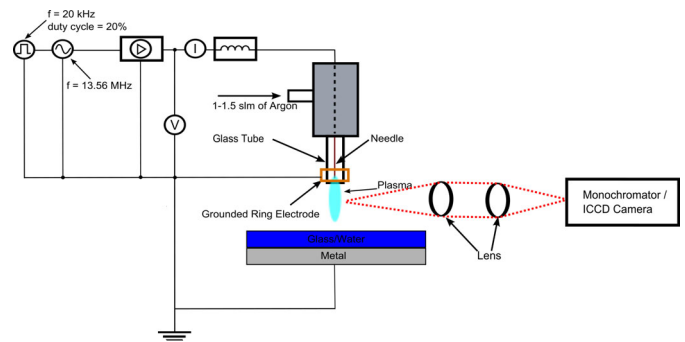 f = 20 kHz
duty cycle = 20%
I
f = 13.56 MHz
1-1.5 slm of Argon
V
Glass Tube
Needle
Plasma
Grounded Ring Electrode
Monochromator /
ICCD Camera
Glass/Water
Metal
Lens